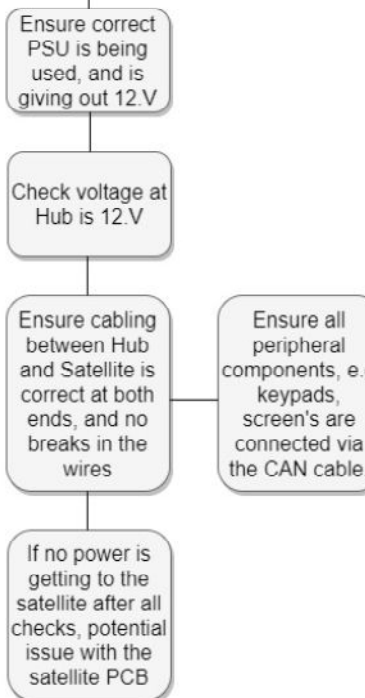 Ensure correct
PSU is being
used, and is
giving out 12.V
Check voltage at
Hub is 12.V
Ensure cabling
between Hub
and Satellite is
correct at both
ends, and no
breaks in the
wires
Ensure all
peripheral
components, e.
keypads,
screen's are
connected via
the CAN cable
If no power is
getting to the
satellite after all
checks, potential
issue with the
satellite PCB